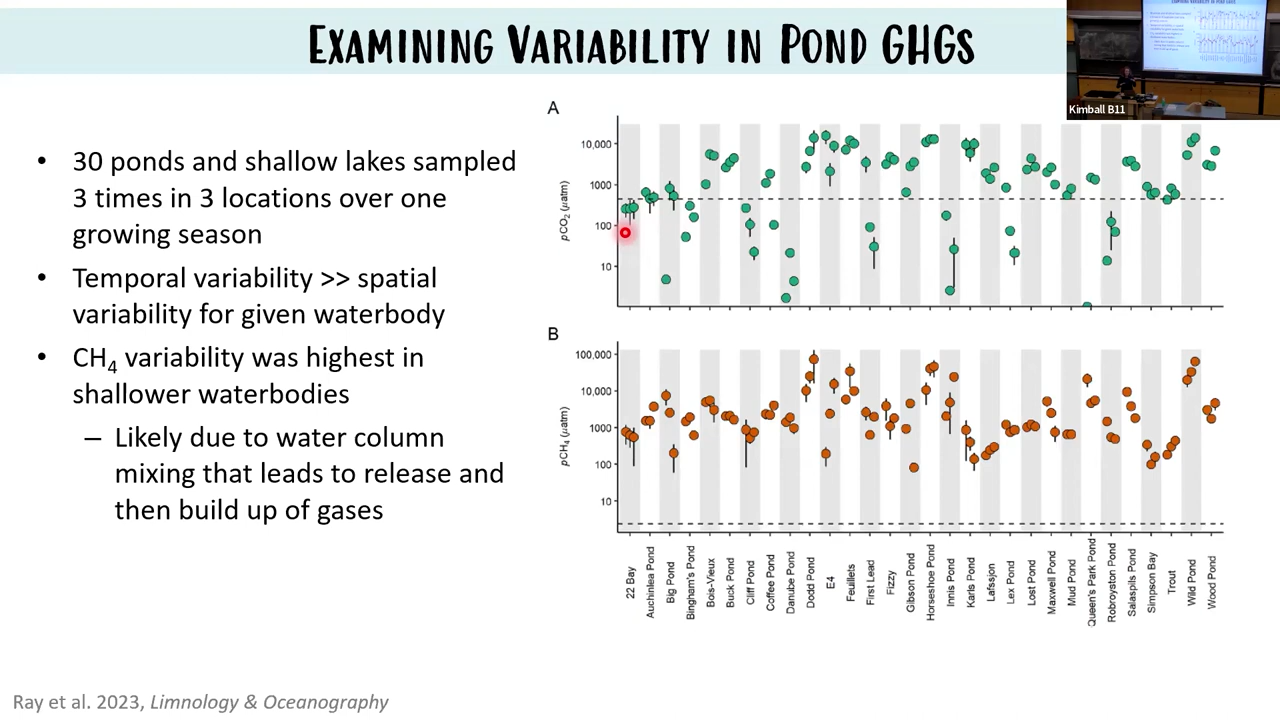 EXAMINING VARIABILITY IN POND GHGS
Kimball B11
• 30 ponds and shallow lakes sampled
3 times in 3 locations over one
growing season
• Temporal variability >> spatial
variability for given waterbody
• CH₄ variability was highest in
shallower waterbodies
– Likely due to water column
mixing that leads to release and
then build up of gases
A
pCO₂ (µatm)
10,000
1000
100
10
B
pCH₄ (µatm)
100,000
10,000
1000
100
10
22 Bay
Auchinlea Pond
Big Pond
Bingham's Pond
Bois-Vieux
Buck Pond
Cliff Pond
Coffee Pond
Danube Pond
Dodd Pond
E4
Feuillets
First Lead
Fizzy
Gibson Pond
Horseshoe Pond
Innis Pond
Karls Pond
Lafssjon
Lex Pond
Lost Pond
Maxwell Pond
Mud Pond
Queen's Park Pond
Robroyston Pond
Salaspils Pond
Simpson Bay
Trout
Wild Pond
Wood Pond
Ray et al. 2023, Limnology & Oceanography